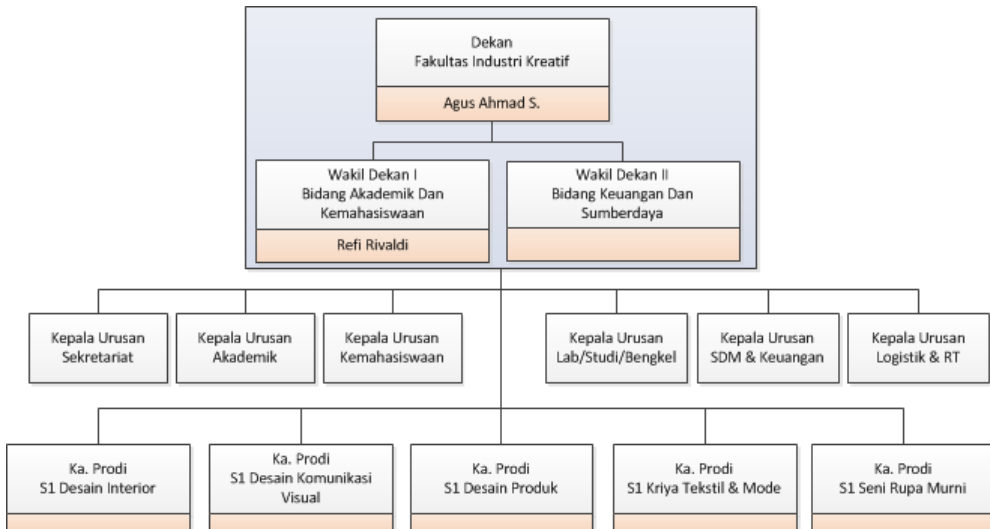 Dekan
Fakultas Industri Kreatif
Agus Ahmad S.
Wakil Dekan I
Bidang Akademik Dan
Kemahasiswaan
Refi Rivaldi
Wakil Dekan II
Bidang Keuangan Dan
Sumberdaya
Kepala Urusan
Sekretariat
Kepala Urusan
Akademik
Kepala Urusan
Kemahasiswaan
Kepala Urusan
Lab/Studi/Bengkel
Kepala Urusan
SDM & Keuangan
Kepala Urusan
Logistik & RT
Ka. Prodi
S1 Desain Interior
Ka. Prodi
S1 Desain Komunikasi
Visual
Ka. Prodi
S1 Desain Produk
Ka. Prodi
S1 Kriya Tekstil & Mode
Ka. Prodi
S1 Seni Rupa Murni